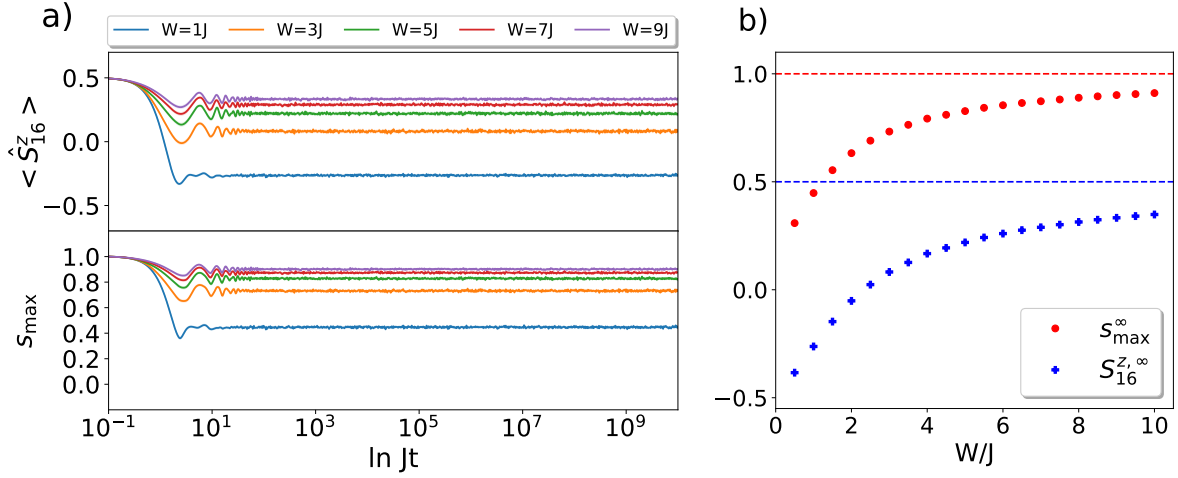 a)
W=1J W=3J W=5J W=7J W=9J
< Ŝ^z_16 >
0.5
0.0
−0.5
s_max
1.0
0.8
0.6
0.4
0.2
0.0
10^−1 10^1 10^3 10^5 10^7 10^9
ln Jt
b)
1.0
0.5
0.0
−0.5
s^∞_max
S^z,∞_16
0 2 4 6 8 10
W/J